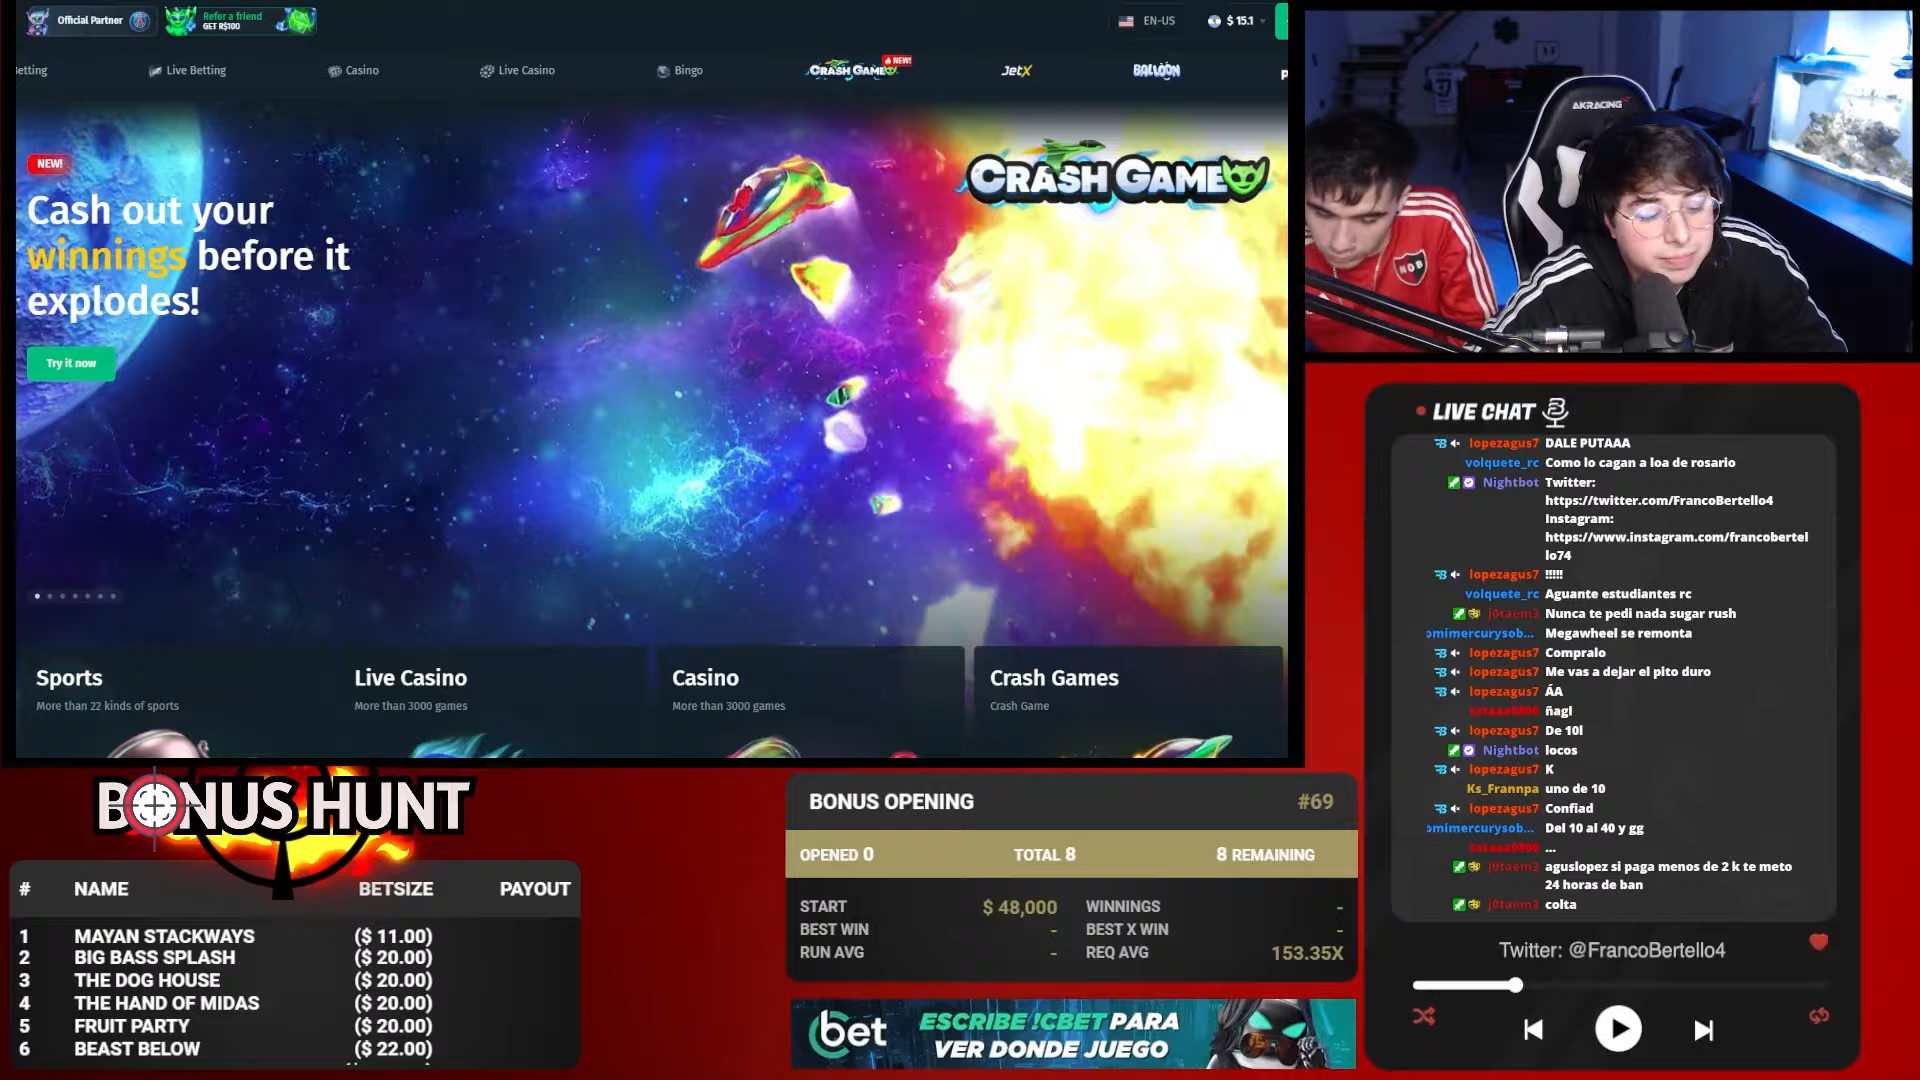 Official Partner
Refer a friend
GET R$100
EN-US
$ 15.1
etting
Live Betting
Casino
Live Casino
Bingo
CRASH GAME
NEW!
JetX
BALLOON
NEW!
Cash out your
winnings before it
explodes!
Try it now
CRASH GAME
Sports
More than 22 kinds of sports
Live Casino
More than 3000 games
Casino
More than 3000 games
Crash Games
Crash Game
AKRACING
NOB
LIVE CHAT
lopezagus7 DALE PUTAAA
volquete_rc Como lo cagan a loa de rosario
Nightbot Twitter:
https://twitter.com/FrancoBertello4
Instagram:
https://www.instagram.com/francobertel
lo74
lopezagus7 !!!!!
volquete_rc Aguante estudiantes rc
j0taem3 Nunca te pedi nada sugar rush
omimercurysob... Megawheel se remonta
lopezagus7 Compralo
lopezagus7 Me vas a dejar el pito duro
lopezagus7 ÁA
ñagl
lopezagus7 De 10l
Nightbot locos
lopezagus7 K
Ks_Frannpa uno de 10
lopezagus7 Confiad
omimercurysob... Del 10 al 40 y gg
...
j0taem3 aguslopez si paga menos de 2 k te meto
24 horas de ban
j0taem3 colta
Twitter: @FrancoBertello4
BONUS HUNT
# NAME BETSIZE PAYOUT
1 MAYAN STACKWAYS ($ 11.00)
2 BIG BASS SPLASH ($ 20.00)
3 THE DOG HOUSE ($ 20.00)
4 THE HAND OF MIDAS ($ 20.00)
5 FRUIT PARTY ($ 20.00)
6 BEAST BELOW ($ 22.00)
BONUS OPENING #69
OPENED 0 TOTAL 8 8 REMAINING
START $ 48,000 WINNINGS -
BEST WIN - BEST X WIN -
RUN AVG - REQ AVG 153.35X
cbet
ESCRIBE !CBET PARA
VER DONDE JUEGO